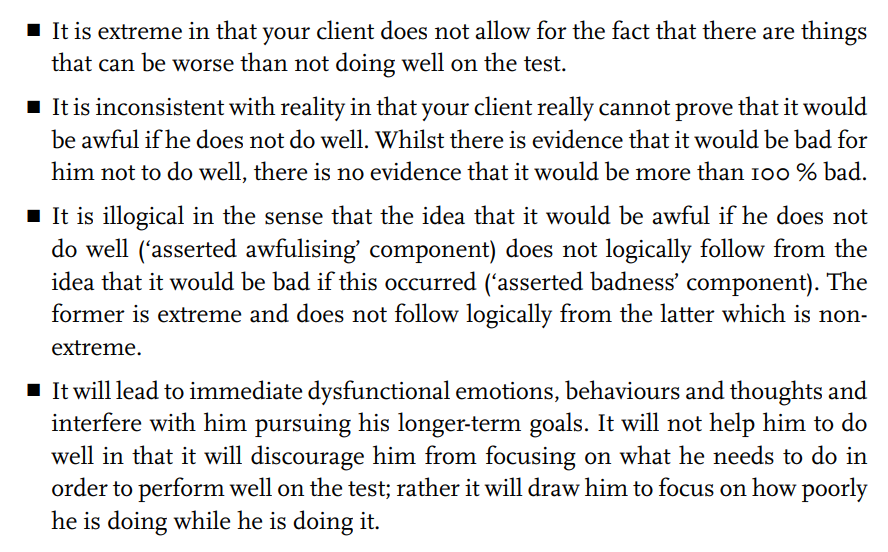 ■ It is extreme in that your client does not allow for the fact that there are things
that can be worse than not doing well on the test.
■ It is inconsistent with reality in that your client really cannot prove that it would
be awful if he does not do well. Whilst there is evidence that it would be bad for
him not to do well, there is no evidence that it would be more than 100 % bad.
■ It is illogical in the sense that the idea that it would be awful if he does not
do well (‘asserted awfulising’ component) does not logically follow from the
idea that it would be bad if this occurred (‘asserted badness’ component). The
former is extreme and does not follow logically from the latter which is non-
extreme.
■ It will lead to immediate dysfunctional emotions, behaviours and thoughts and
interfere with him pursuing his longer-term goals. It will not help him to do
well in that it will discourage him from focusing on what he needs to do in
order to perform well on the test; rather it will draw him to focus on how poorly
he is doing while he is doing it.